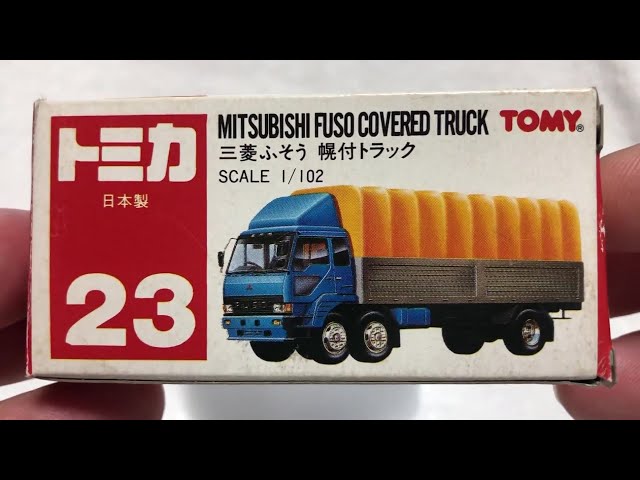 トミカ
日本製
23
MITSUBISHI FUSO COVERED TRUCK
TOMY®
三菱ふそう 幌付トラック
SCALE 1/102
FUSO